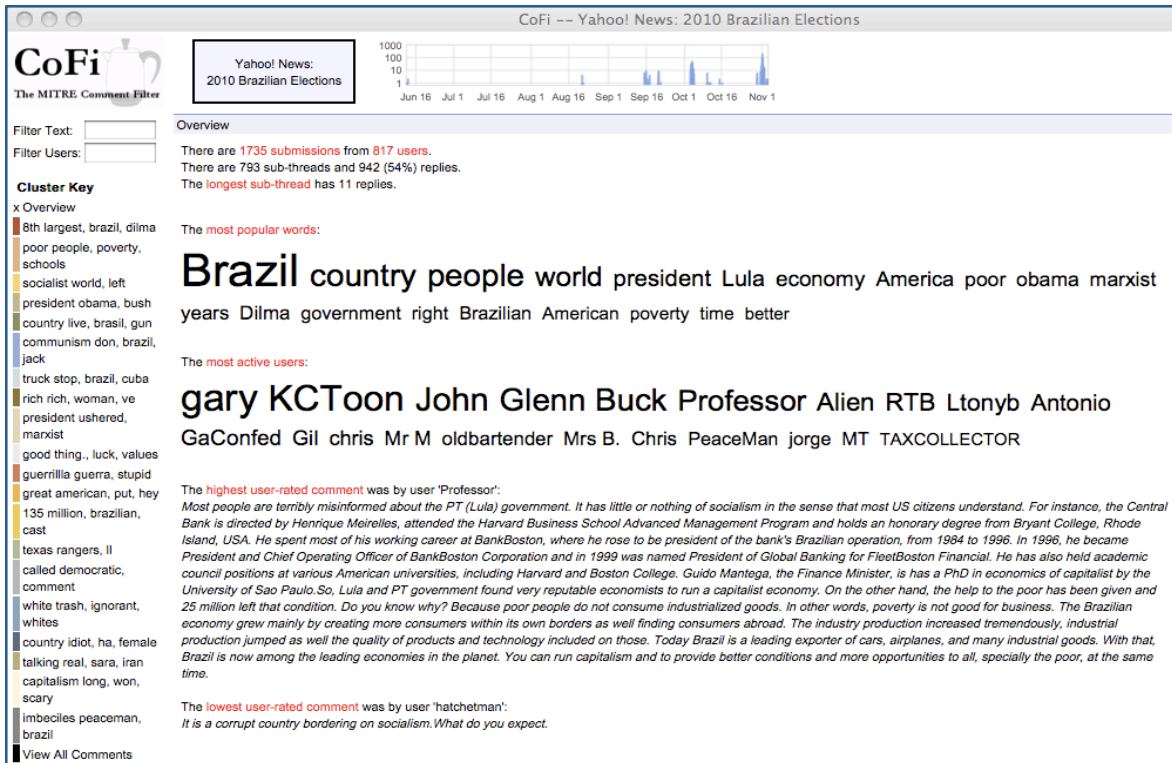 CoFi -- Yahoo! News: 2010 Brazilian Elections
CoFi
The MITRE Comment Filter
Yahoo! News:
2010 Brazilian Elections
1000
100
10
1
Jun 16 Jul 1 Jul 16 Aug 1 Aug 16 Sep 1 Sep 16 Oct 1 Oct 16 Nov 1
Filter Text:
Filter Users:
Cluster Key
x Overview
8th largest, brazil, dilma
poor people, poverty,
schools
socialist world, left
president obama, bush
country live, brasil, gun
communism don, brazil,
jack
truck stop, brazil, cuba
rich rich, woman, ve
president ushered,
marxist
good thing., luck, values
guerrillla guerra, stupid
great american, put, hey
135 million, brazilian,
cast
texas rangers, ll
called democratic,
comment
white trash, ignorant,
whites
country idiot, ha, female
talking real, sara, iran
capitalism long, won,
scary
imbeciles peaceman,
brazil
View All Comments
Overview
There are 1735 submissions from 817 users.
There are 793 sub-threads and 942 (54%) replies.
The longest sub-thread has 11 replies.
The most popular words:
Brazil country people world president Lula economy America poor obama marxist
years Dilma government right Brazilian American poverty time better
The most active users:
gary KCToon John Glenn Buck Professor Alien RTB Ltonyb Antonio
GaConfed Gil chris Mr M oldbartender Mrs B. Chris PeaceMan jorge MT TAXCOLLECTOR
The highest user-rated comment was by user 'Professor':
Most people are terribly misinformed about the PT (Lula) government. It has little or nothing of socialism in the sense that most US citizens understand. For instance, the Central
Bank is directed by Henrique Meirelles, attended the Harvard Business School Advanced Management Program and holds an honorary degree from Bryant College, Rhode
Island, USA. He spent most of his working career at BankBoston, where he rose to be president of the bank's Brazilian operation, from 1984 to 1996. In 1996, he became
President and Chief Operating Officer of BankBoston Corporation and in 1999 was named President of Global Banking for FleetBoston Financial. He has also held academic
council positions at various American universities, including Harvard and Boston College. Guido Mantega, the Finance Minister, is has a PhD in economics of capitalist by the
University of Sao Paulo.So, Lula and PT government found very reputable economists to run a capitalist economy. On the other hand, the help to the poor has been given and
25 million left that condition. Do you know why? Because poor people do not consume industrialized goods. In other words, poverty is not good for business. The Brazilian
economy grew mainly by creating more consumers within its own borders as well finding consumers abroad. The industry production increased tremendously, industrial
production jumped as well the quality of products and technology included on those. Today Brazil is a leading exporter of cars, airplanes, and many industrial goods. With that,
Brazil is now among the leading economies in the planet. You can run capitalism and to provide better conditions and more opportunities to all, specially the poor, at the same
time.
The lowest user-rated comment was by user 'hatchetman':
It is a corrupt country bordering on socialism.What do you expect.